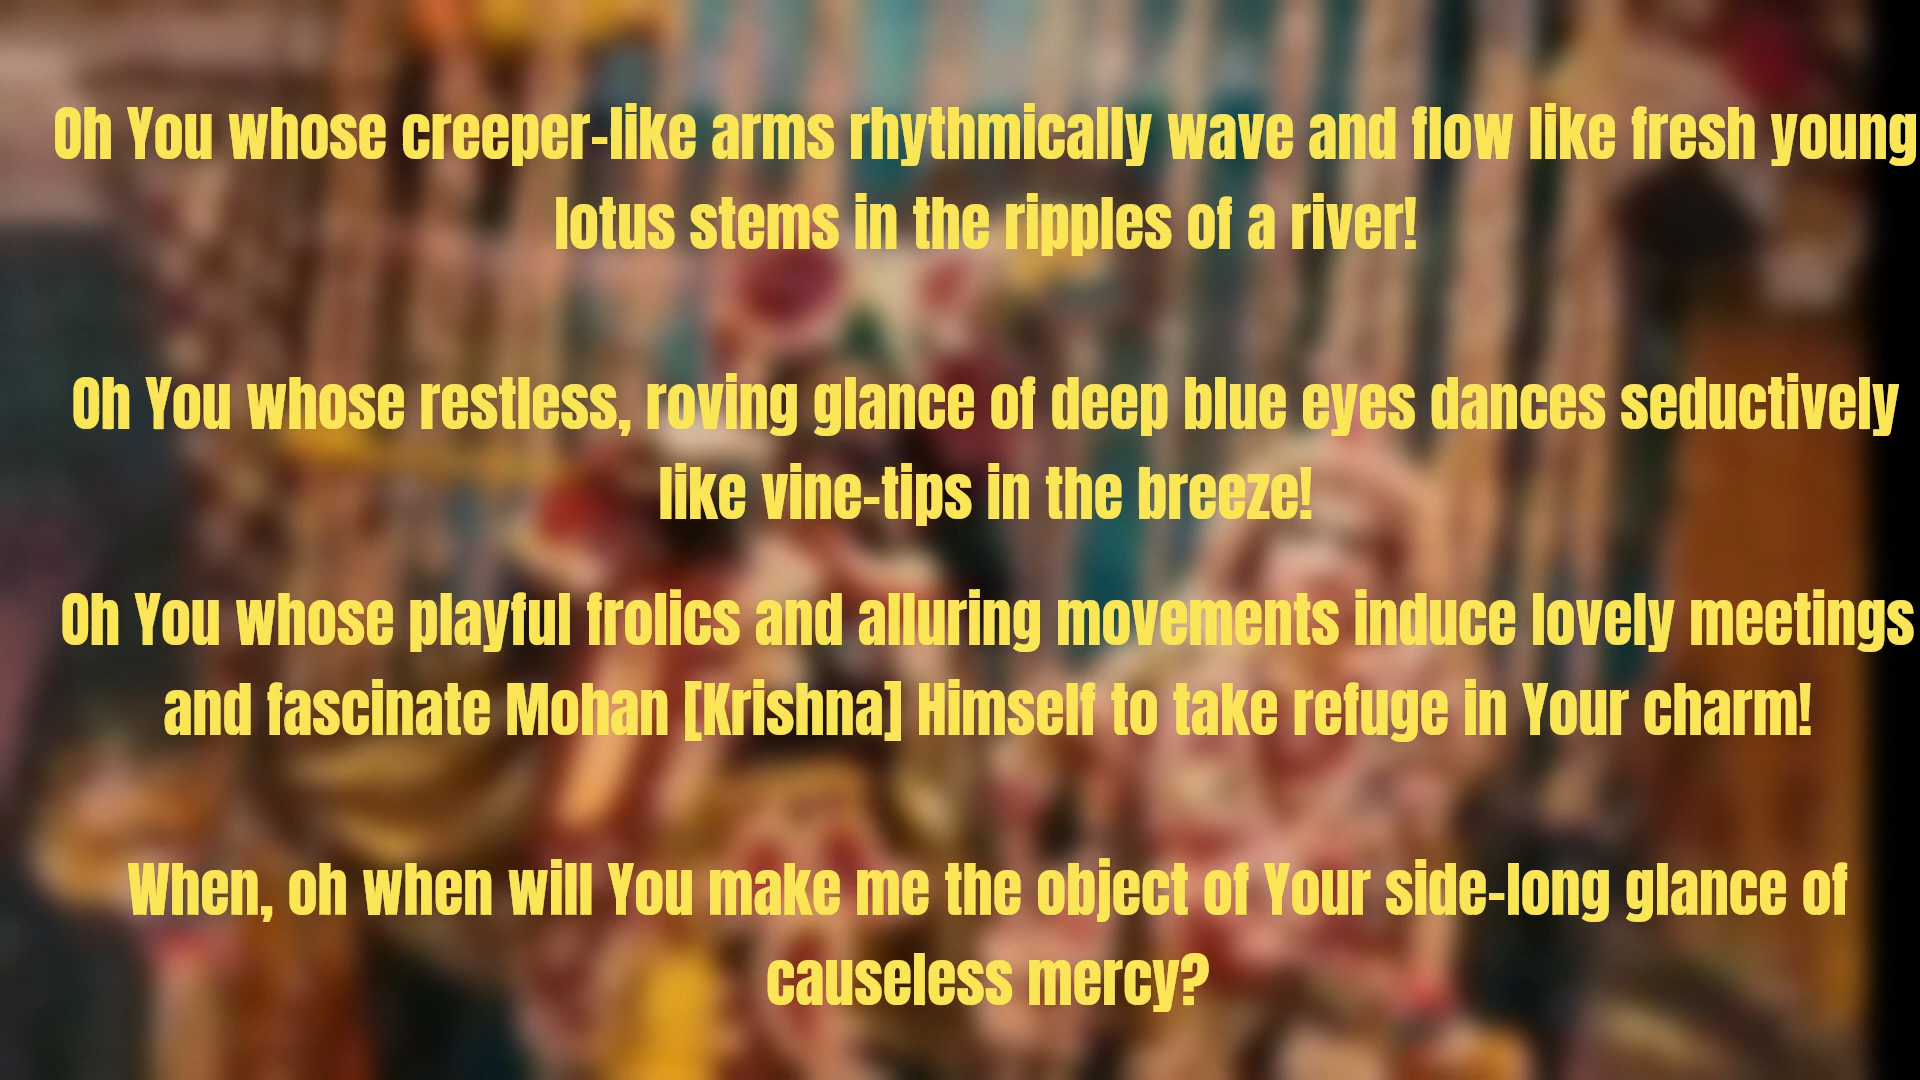 Oh You whose creeper-like arms rhythmically wave and flow like fresh young
lotus stems in the ripples of a river!
Oh You whose restless, roving glance of deep blue eyes dances seductively
like vine-tips in the breeze!
Oh You whose playful frolics and alluring movements induce lovely meetings
and fascinate Mohan [Krishna] Himself to take refuge in Your charm!
When, oh when will You make me the object of Your side-long glance of
causeless mercy?